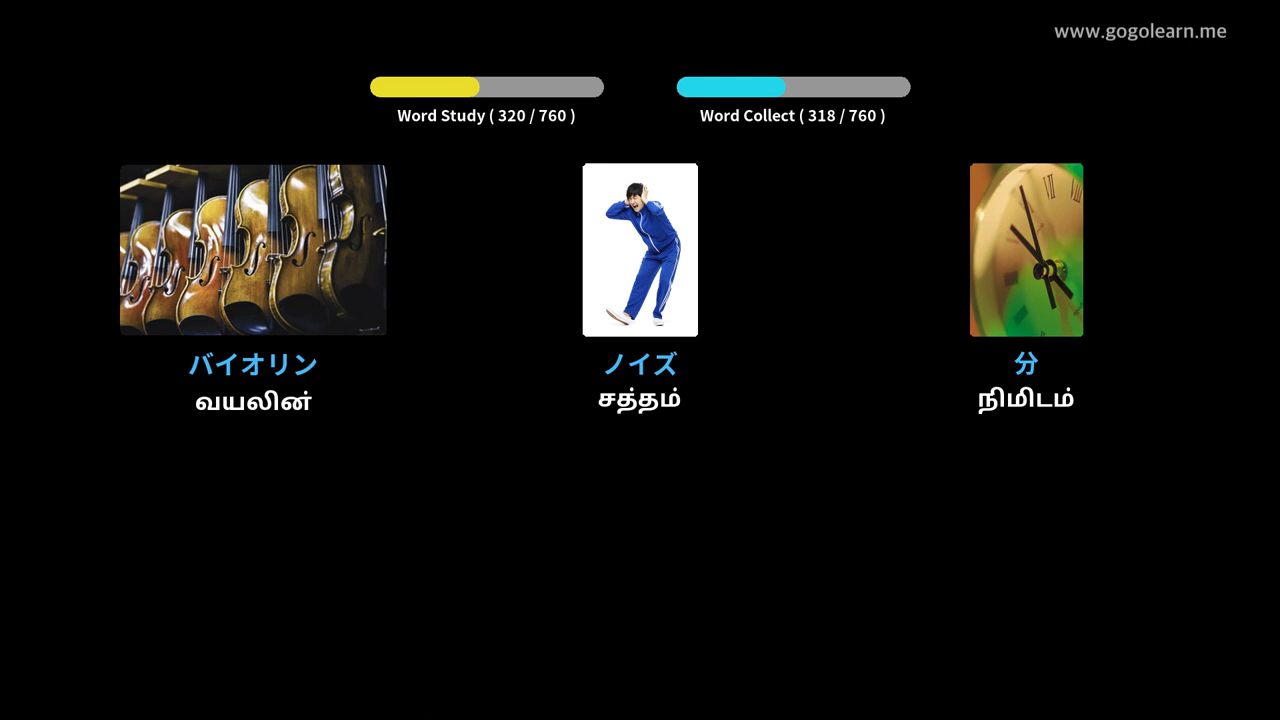 www.gogolearn.me
Word Study ( 320 / 760 )
Word Collect ( 318 / 760 )
バイオリン
வயலின்
ノイズ
சத்தம்
分
நிமிடம்